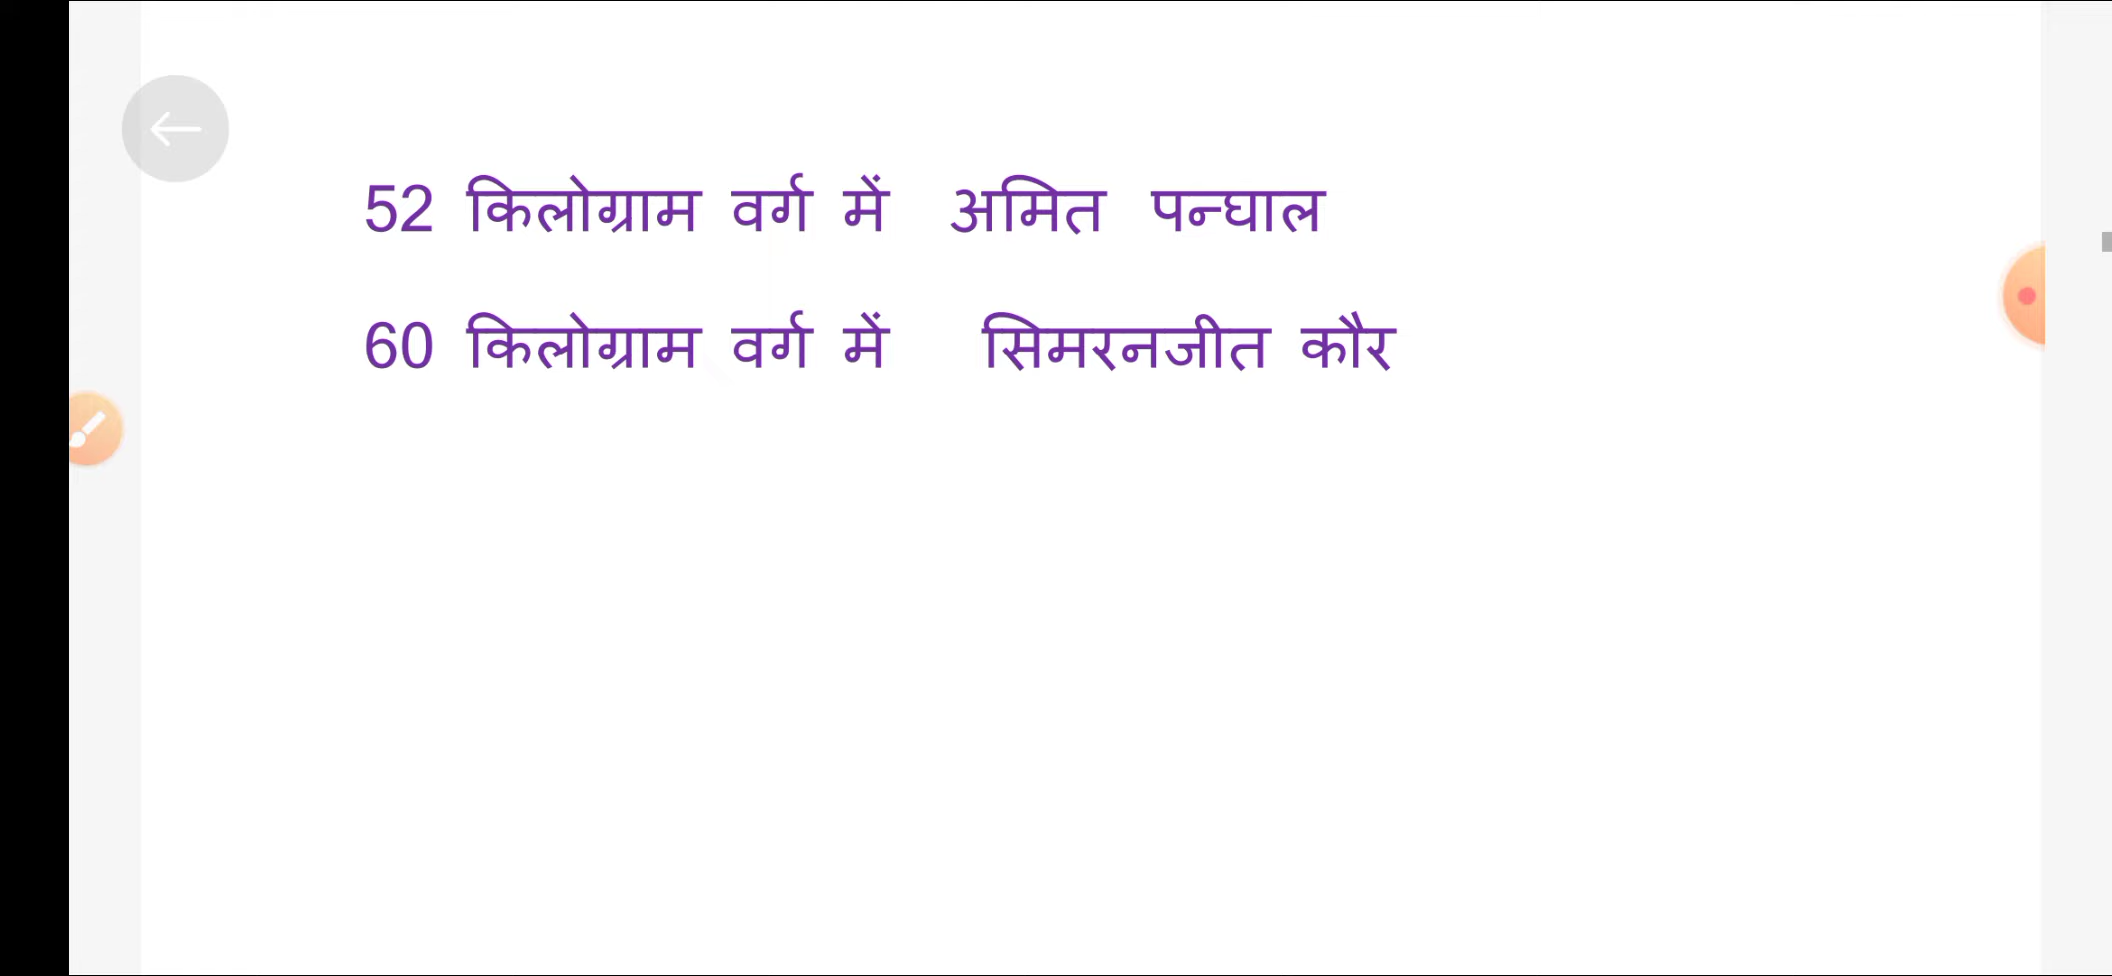 52 किलोग्राम वर्ग में अमित पन्घाल
60 किलोग्राम वर्ग में सिमरनजीत कौर